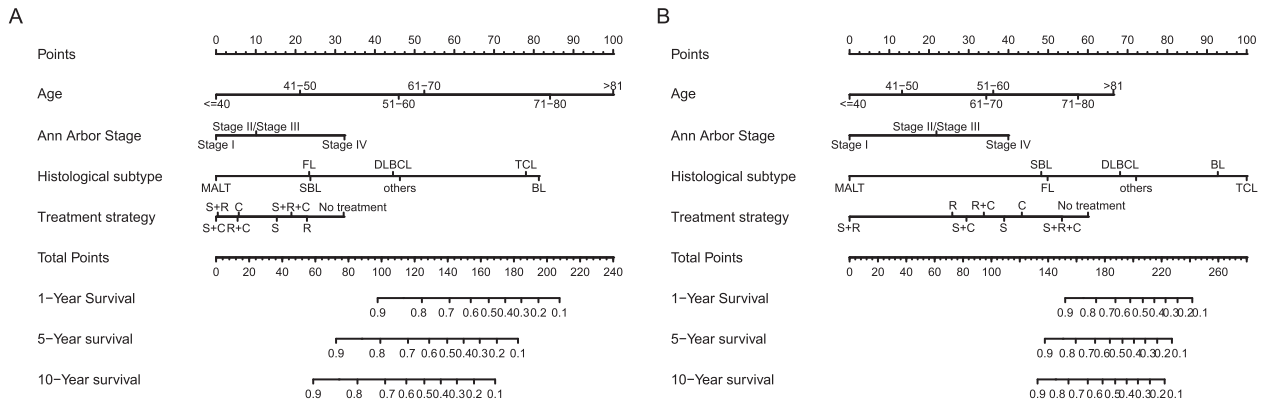 A
Points
0 10 20 30 40 50 60 70 80 90 100
Age
41−50 61−70 >81
<=40 51−60 71−80
Ann Arbor Stage
Stage II/Stage III
Stage I Stage IV
Histological subtype
FL DLBCL TCL
MALT SBL others BL
Treatment strategy
S+R C S+R+C No treatment
S+C R+C S R
Total Points
0 20 40 60 80 100 120 140 160 180 200 220 240
1−Year Survival
0.9 0.8 0.7 0.6 0.5 0.4 0.3 0.2 0.1
5−Year survival
0.9 0.8 0.7 0.6 0.5 0.4 0.3 0.2 0.1
10−Year survival
0.9 0.8 0.7 0.6 0.5 0.4 0.3 0.2 0.1
B
Points
0 10 20 30 40 50 60 70 80 90 100
Age
41−50 51−60 >81
<=40 61−70 71−80
Ann Arbor Stage
Stage II/Stage III
Stage I Stage IV
Histological subtype
SBL DLBCL BL
MALT FL others TCL
Treatment strategy
R R+C C No treatment
S+R S+C S S+R+C
Total Points
0 20 40 60 80 100 140 180 220 260
1−Year Survival
0.9 0.8 0.7 0.6 0.5 0.4 0.3 0.2 0.1
5−Year survival
0.9 0.8 0.7 0.6 0.5 0.4 0.3 0.2 0.1
10−Year survival
0.9 0.8 0.7 0.6 0.5 0.4 0.3 0.2 0.1